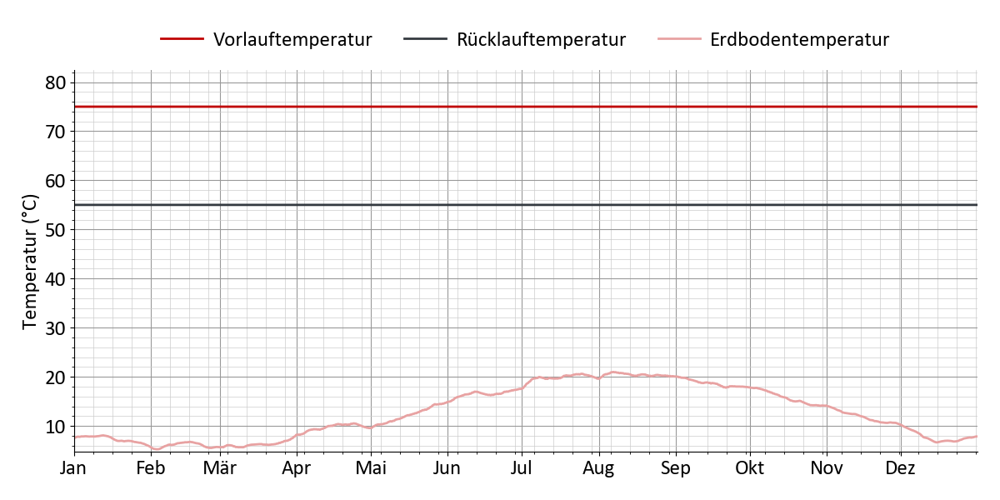 Vorlauftemperatur Rücklauftemperatur Erdbodentemperatur
Temperatur (°C)
80
70
60
50
40
30
20
10
Jan Feb Mär Apr Mai Jun Jul Aug Sep Okt Nov Dez